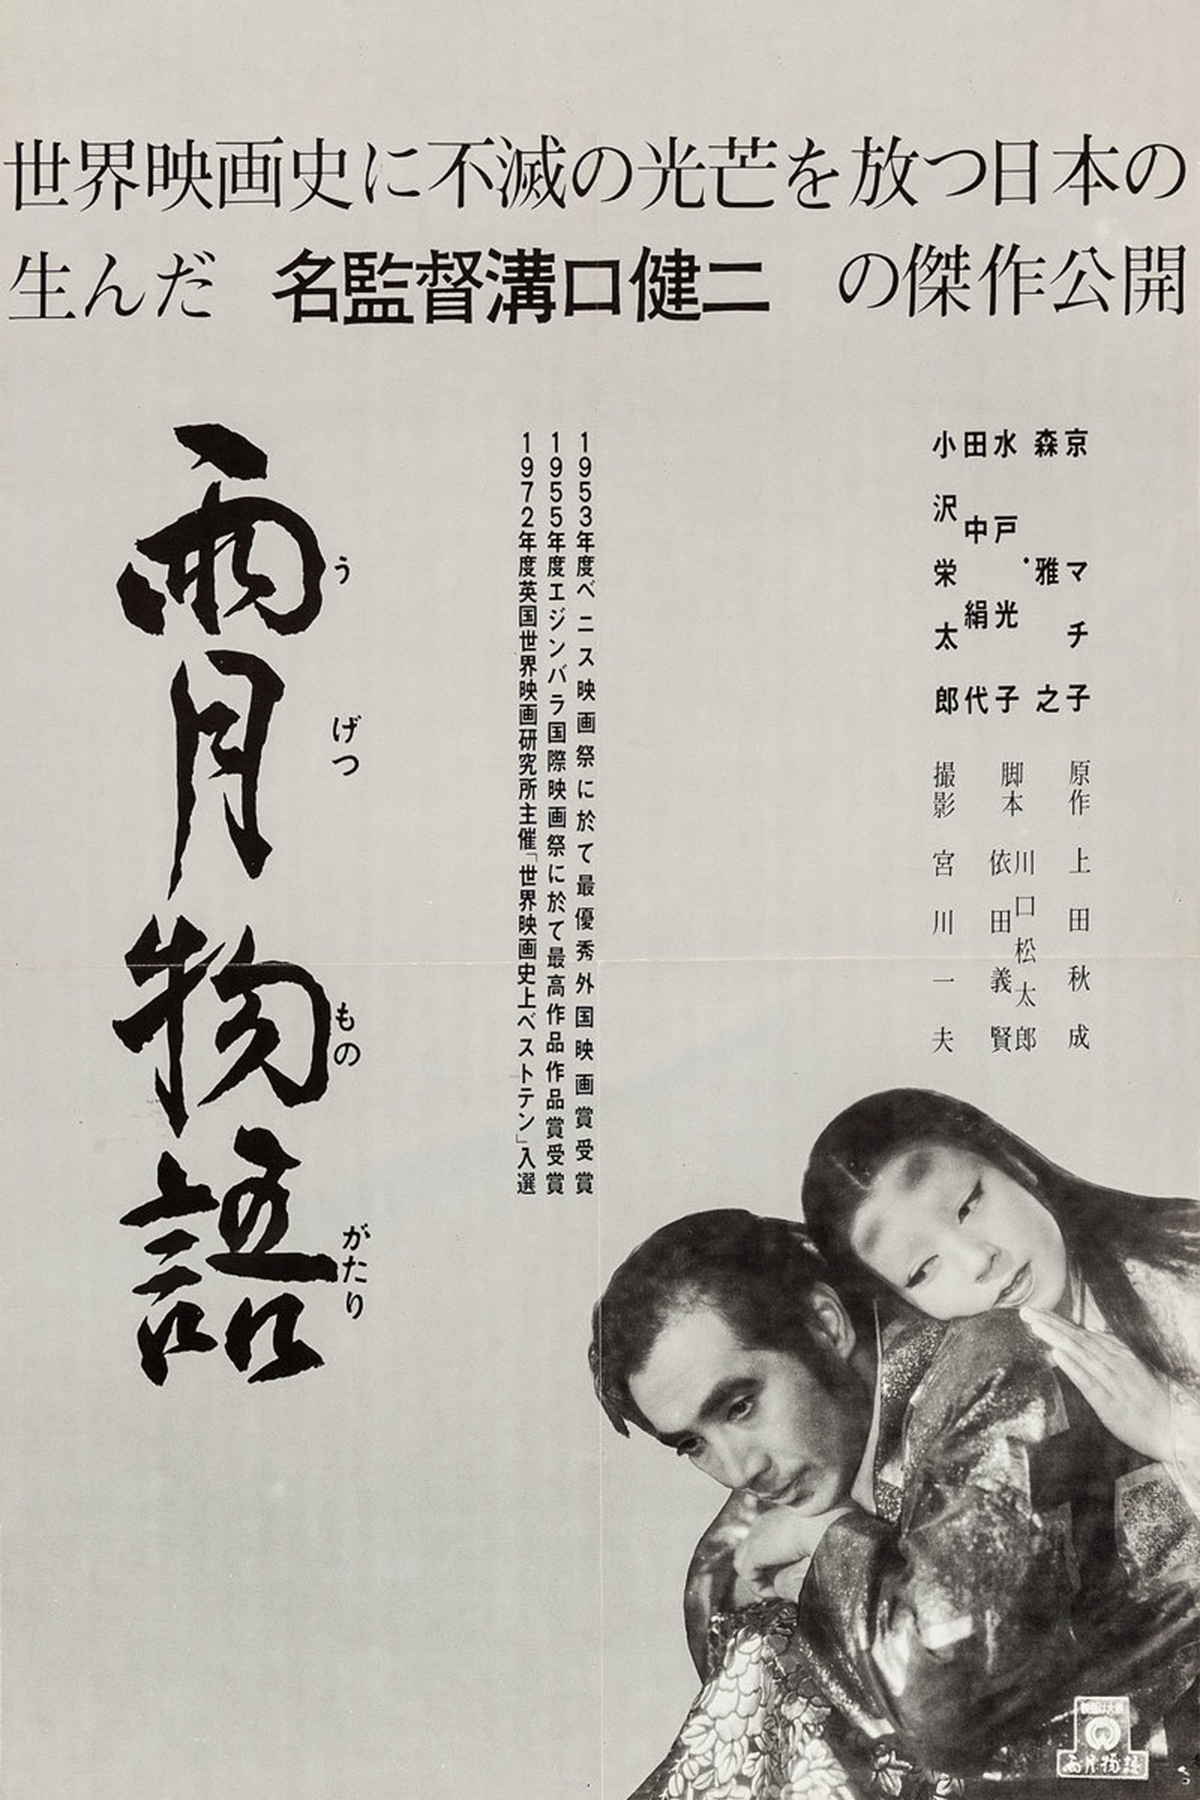 世界映画史に不滅の光芒を放つ日本の
生んだ 名監督溝口健二 の傑作公開
京マチ子
森雅之
水戸光子
田中絹代
小沢栄太郎
原作 上田秋成
脚本 川口松太郎
依田義賢
撮影 宮川一夫
1953年度ベニス映画祭に於て最優秀外国映画賞受賞
1955年度エジンバラ国際映画祭に於て最高作品作品賞受賞
1972年度英国世界映画研究所主催「世界映画史上ベストテン」入選
雨月物語
うげつものがたり
雨月物語